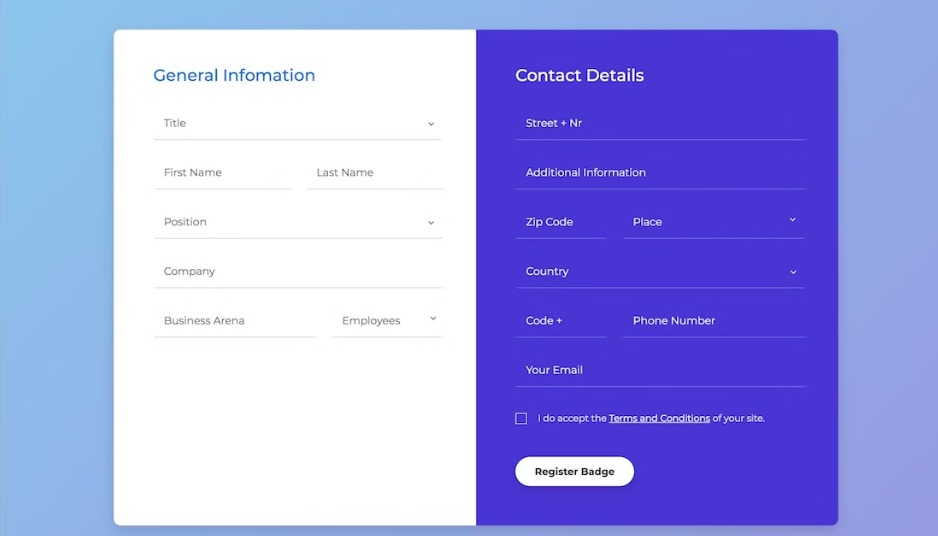 General Infomation
Title
First Name Last Name
Position
Company
Business Arena Employees
Contact Details
Street + Nr
Additional Information
Zip Code Place
Country
Code + Phone Number
Your Email
I do accept the Terms and Conditions of your site.
Register Badge